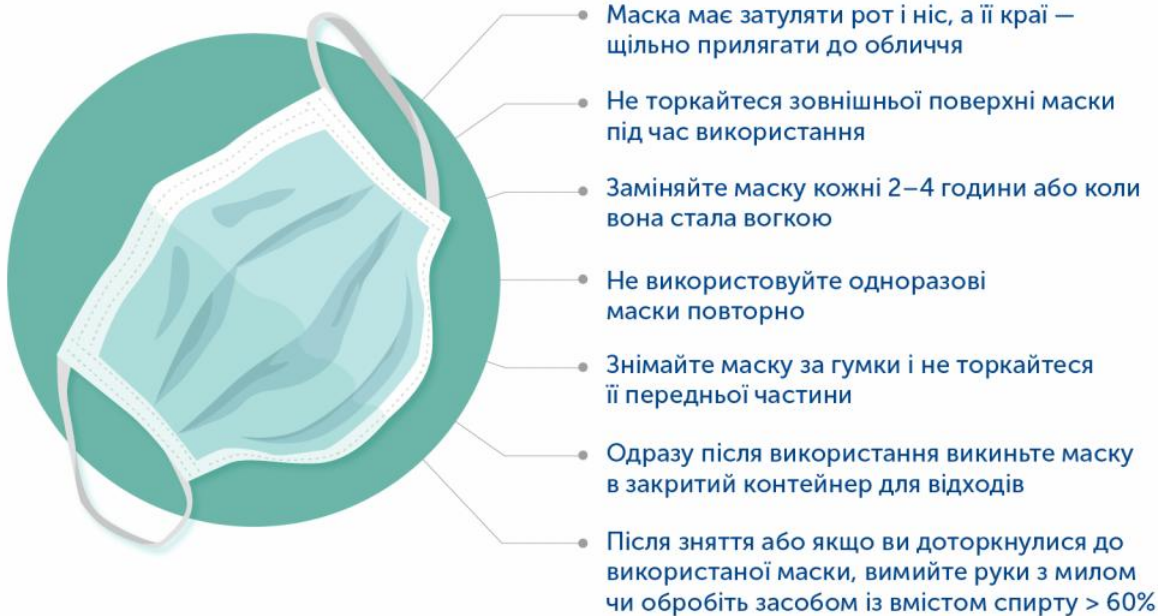 Маска має затуляти рот і ніс, а її краї —
щільно прилягати до обличчя
Не торкайтеся зовнішньої поверхні маски
під час використання
Заміняйте маску кожні 2–4 години або коли
вона стала вогкою
Не використовуйте одноразові
маски повторно
Знімайте маску за гумки і не торкайтеся
її передньої частини
Одразу після використання викиньте маску
в закритий контейнер для відходів
Після зняття або якщо ви доторкнулися до
використаної маски, вимийте руки з милом
чи обробіть засобом із вмістом спирту > 60%